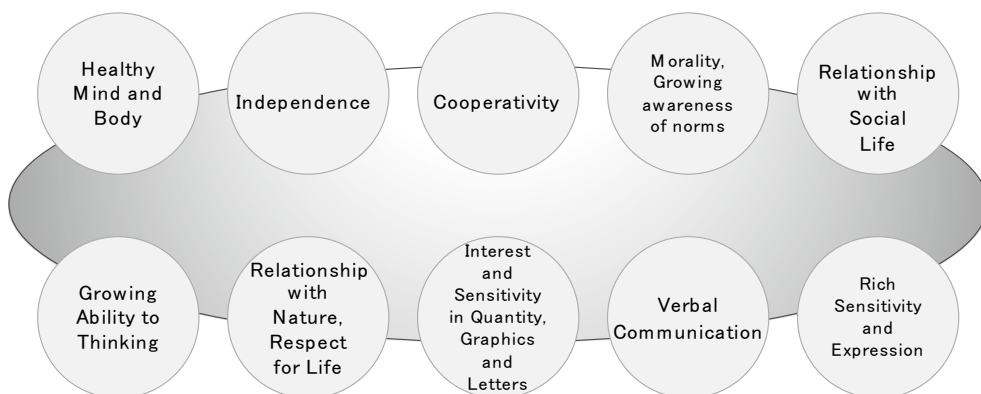 Healthy
Mind and
Body
Independence
Cooperativity
Morality,
Growing
awareness
of norms
Relationship
with
Social
Life
Growing
Ability to
Thinking
Relationship
with
Nature,
Respect
for Life
Interest
and
Sensitivity
in Quantity,
Graphics
and
Letters
Verbal
Communication
Rich
Sensitivity
and
Expression